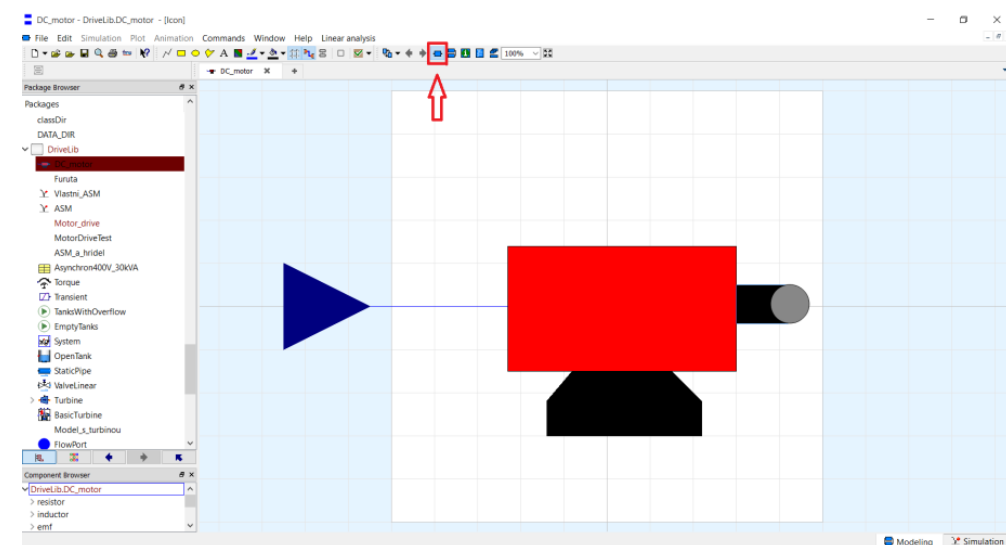 DC_motor - DriveLib.DC_motor - [Icon]
File Edit Simulation Plot Animation Commands Window Help Linear analysis
A 100%
DC_motor
Package Browser
Packages
classDir
DATA_DIR
DriveLib
DC_motor
Furuta
Vlastni_ASM
ASM
Motor_drive
MotorDriveTest
ASM_a_hridel
Asynchron400V_30kVA
Torque
Transient
TanksWithOverflow
EmptyTanks
System
OpenTank
StaticPipe
ValveLinear
Turbine
BasicTurbine
Model_s_turbinou
FlowPort
Component Browser
DriveLib.DC_motor
resistor
inductor
emf
Modeling Simulation